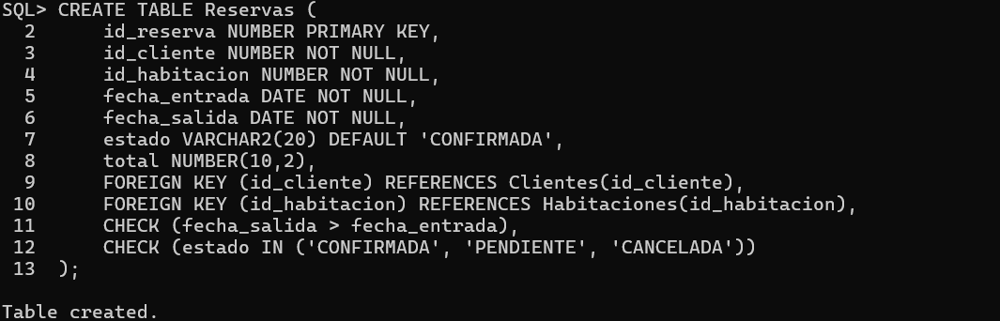 SQL> CREATE TABLE Reservas (
  2      id_reserva NUMBER PRIMARY KEY,
  3      id_cliente NUMBER NOT NULL,
  4      id_habitacion NUMBER NOT NULL,
  5      fecha_entrada DATE NOT NULL,
  6      fecha_salida DATE NOT NULL,
  7      estado VARCHAR2(20) DEFAULT 'CONFIRMADA',
  8      total NUMBER(10,2),
  9      FOREIGN KEY (id_cliente) REFERENCES Clientes(id_cliente),
 10      FOREIGN KEY (id_habitacion) REFERENCES Habitaciones(id_habitacion),
 11      CHECK (fecha_salida > fecha_entrada),
 12      CHECK (estado IN ('CONFIRMADA', 'PENDIENTE', 'CANCELADA'))
 13  );
Table created.